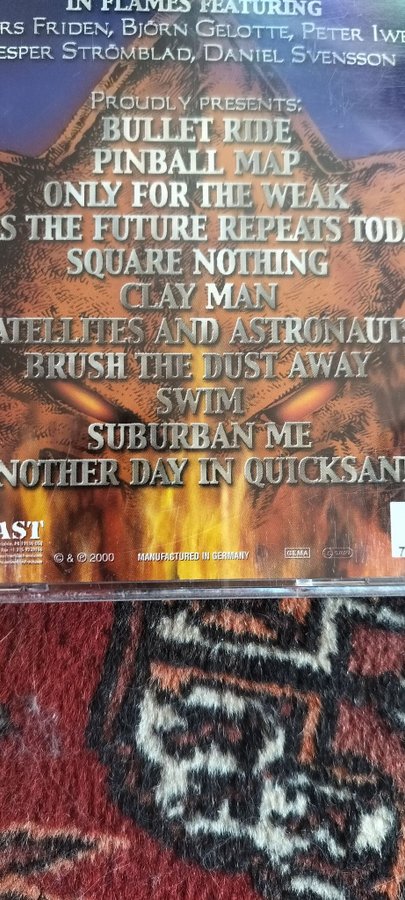 IN FLAMES FEATURING
RS FRIDEN, BJÖRN GELOTTE, PETER IWE
ESPER STRÖMBLAD, DANIEL SVENSSON
PROUDLY PRESENTS:
BULLET RIDE
PINBALL MAP
ONLY FOR THE WEAK
S THE FUTURE REPEATS TODA
SQUARE NOTHING
CLAY MAN
ATELLITES AND ASTRONAUTS
BRUSH THE DUST AWAY
SWIM
SUBURBAN ME
NOTHER DAY IN QUICKSAND
AST
© & ℗ 2000 MANUFACTURED IN GERMANY GEMA
7